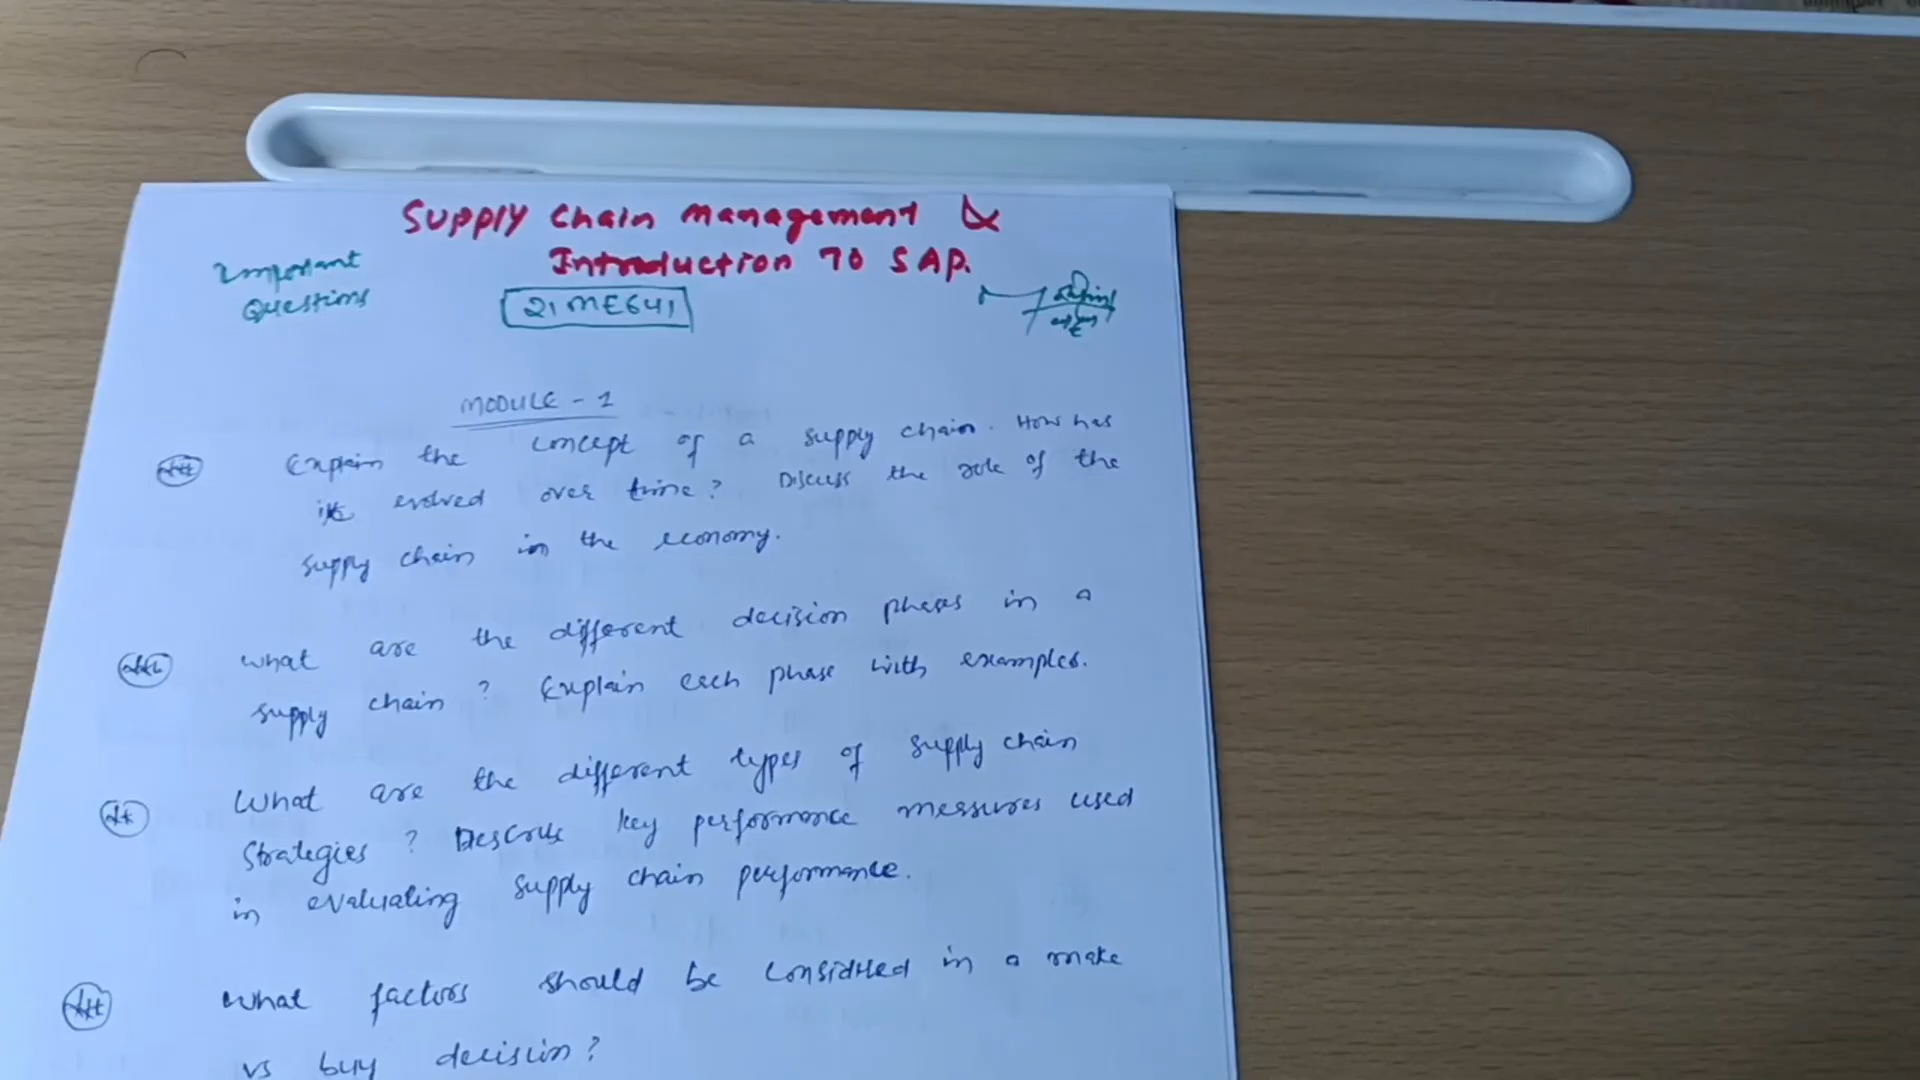 Supply Chain Management &
Introduction TO SAP.
Important
Questions
21ME641
MODULE - 1
Explain the concept of a supply chain. How has
it evolved over time? Discuss the role of the
supply chain in the economy.
What are the different decision phases in a
supply chain? Explain each phase with examples.
What are the different types of supply chain
strategies? Describe key performance measures used
in evaluating supply chain performance.
What factors should be considered in a make
vs buy decision?